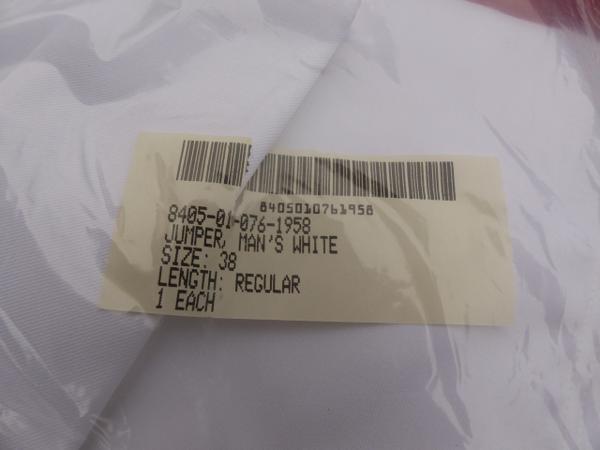 8405010761958
8405-01-076-1958
JUMPER, MAN'S WHITE
SIZE: 38
LENGTH: REGULAR
1 EACH